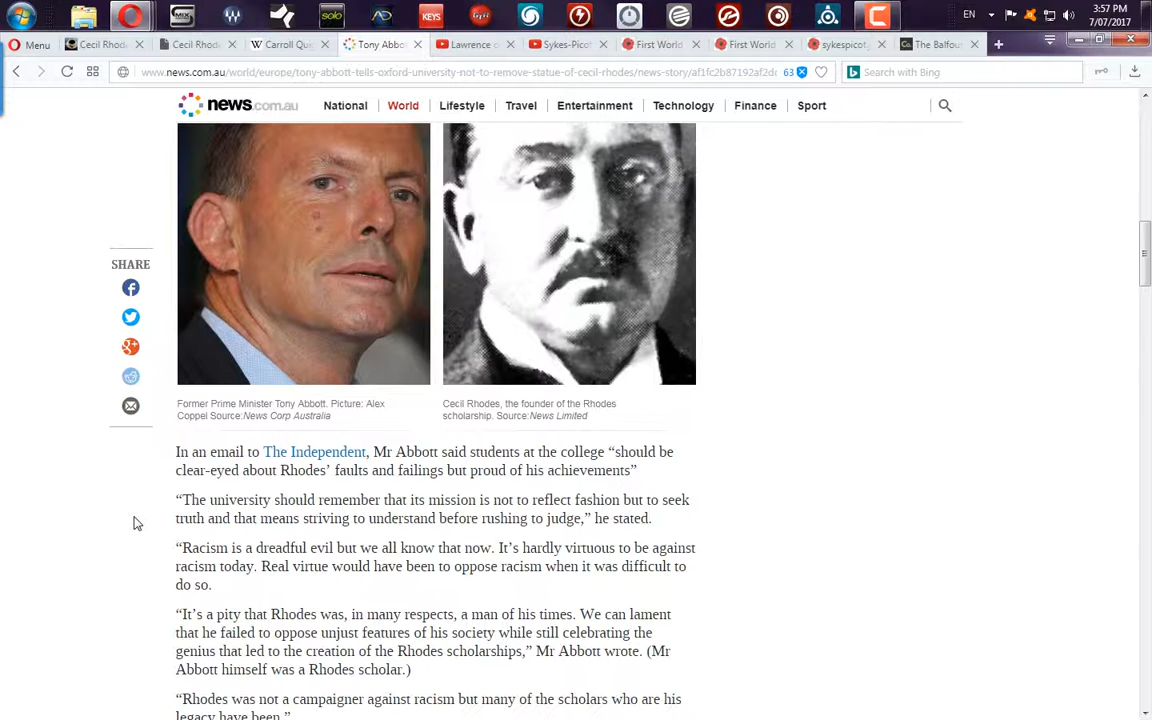 MIX
solo
AD
KEYS
EN
3:57 PM
7/07/2017
Menu
Cecil Rhod
Cecil Rhod
Carroll Qu
Tony Abbo
Lawrence o
Sykes-Picot
First World
First World
sykespicot
Co. The Balfou
www.news.com.au/world/europe/tony-abbott-tells-oxford-university-not-to-remove-statue-of-cecil-rhodes/news-story/af1fc2b87192af2d
63
Search with Bing
news.com.au
National World Lifestyle Travel Entertainment Technology Finance Sport
SHARE
Former Prime Minister Tony Abbott. Picture: Alex
Coppel Source:News Corp Australia
Cecil Rhodes, the founder of the Rhodes
scholarship. Source:News Limited
In an email to The Independent, Mr Abbott said students at the college “should be
clear-eyed about Rhodes’ faults and failings but proud of his achievements”
“The university should remember that its mission is not to reflect fashion but to seek
truth and that means striving to understand before rushing to judge,” he stated.
“Racism is a dreadful evil but we all know that now. It’s hardly virtuous to be against
racism today. Real virtue would have been to oppose racism when it was difficult to
do so.
“It’s a pity that Rhodes was, in many respects, a man of his times. We can lament
that he failed to oppose unjust features of his society while still celebrating the
genius that led to the creation of the Rhodes scholarships,” Mr Abbott wrote. (Mr
Abbott himself was a Rhodes scholar.)
“Rhodes was not a campaigner against racism but many of the scholars who are his
legacy have been.”